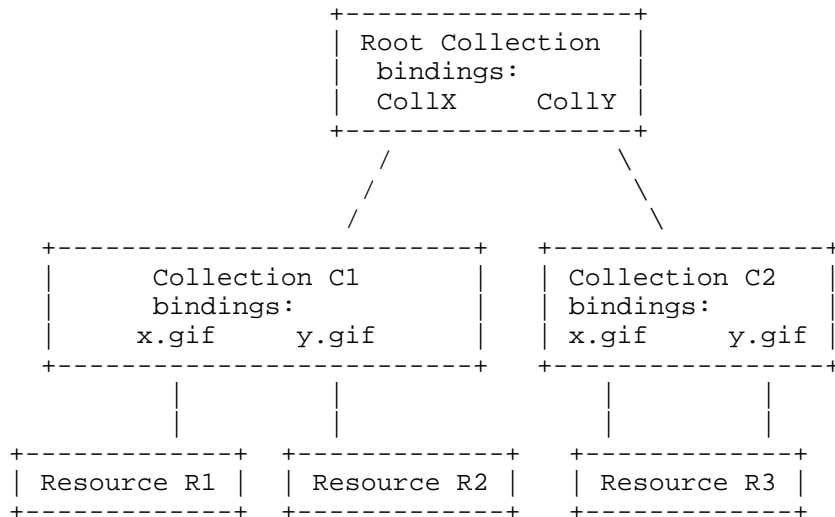 Root Collection
bindings:
CollX CollY
Collection C1 Collection C2
bindings: bindings:
x.gif y.gif x.gif y.gif
Resource R1 Resource R2 Resource R3